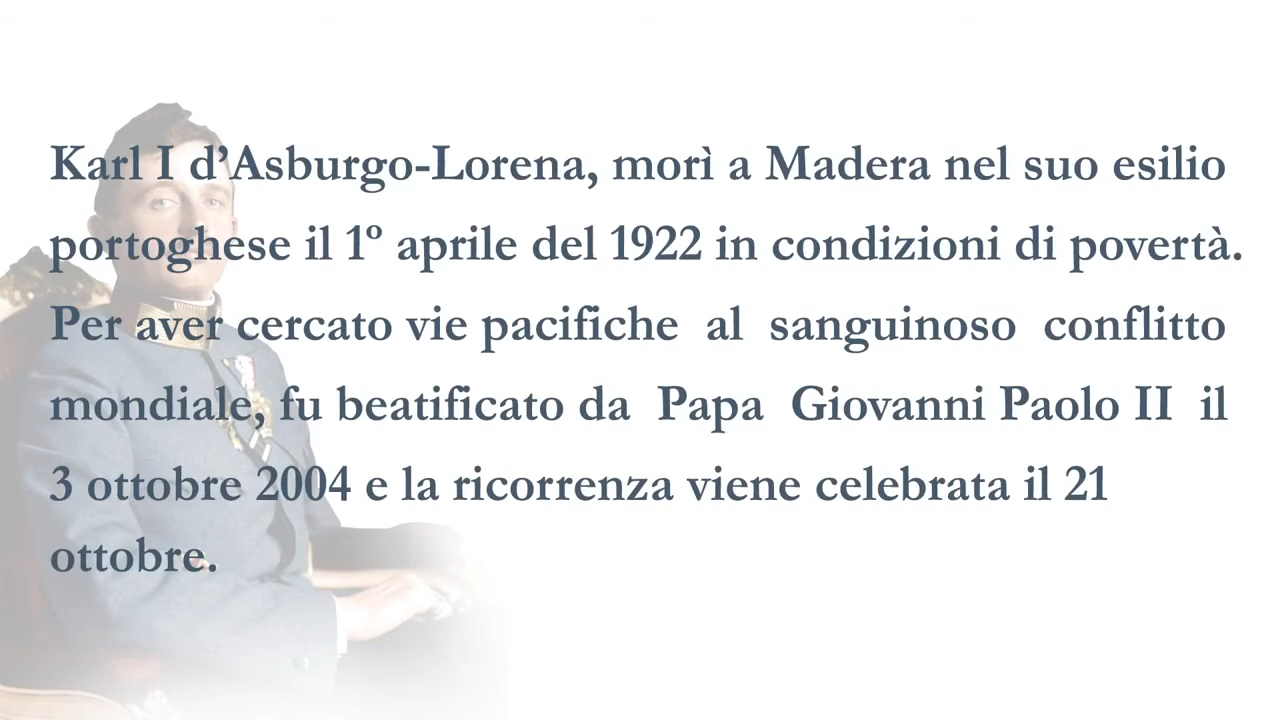 Karl I d’Asburgo-Lorena, morì a Madera nel suo esilio
portoghese il 1º aprile del 1922 in condizioni di povertà.
Per aver cercato vie pacifiche al sanguinoso conflitto
mondiale, fu beatificato da Papa Giovanni Paolo II il
3 ottobre 2004 e la ricorrenza viene celebrata il 21
ottobre.